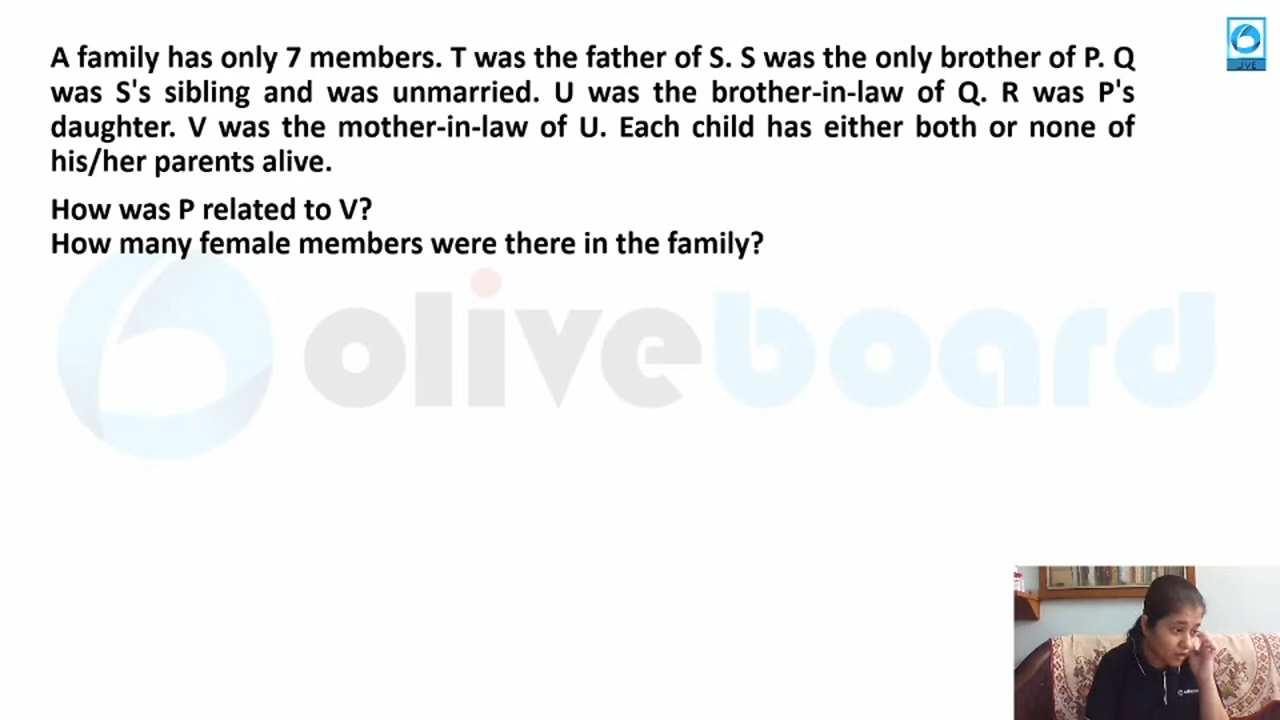 A family has only 7 members. T was the father of S. S was the only brother of P. Q
was S's sibling and was unmarried. U was the brother-in-law of Q. R was P's
daughter. V was the mother-in-law of U. Each child has either both or none of
his/her parents alive.
How was P related to V?
How many female members were there in the family?
oliveboard
LIVE